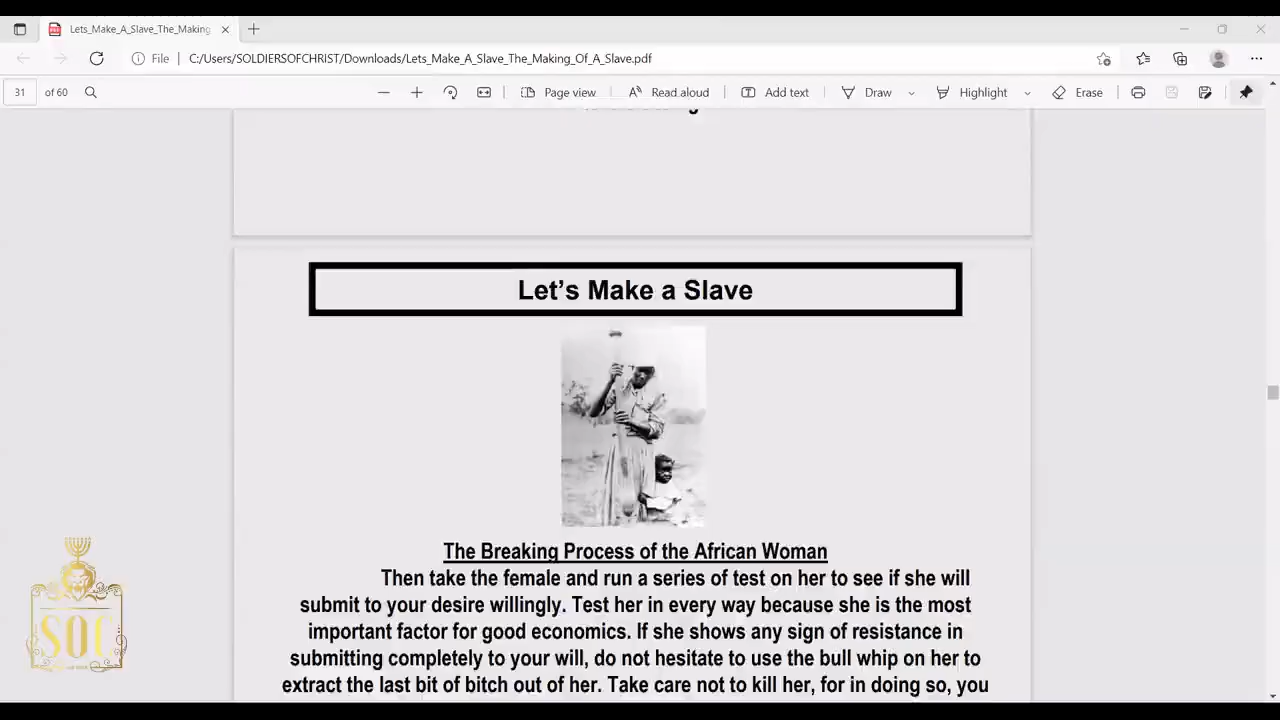 Lets_Make_A_Slave_The_Making
File
C:/Users/SOLDIERSOFCHRIST/Downloads/Lets_Make_A_Slave_The_Making_Of_A_Slave.pdf
31 of 60
Page view
Read aloud
Add text
Draw
Highlight
Erase
Let's Make a Slave
The Breaking Process of the African Woman
Then take the female and run a series of test on her to see if she will
submit to your desire willingly. Test her in every way because she is the most
important factor for good economics. If she shows any sign of resistance in
submitting completely to your will, do not hesitate to use the bull whip on her to
extract the last bit of bitch out of her. Take care not to kill her, for in doing so, you
SOC